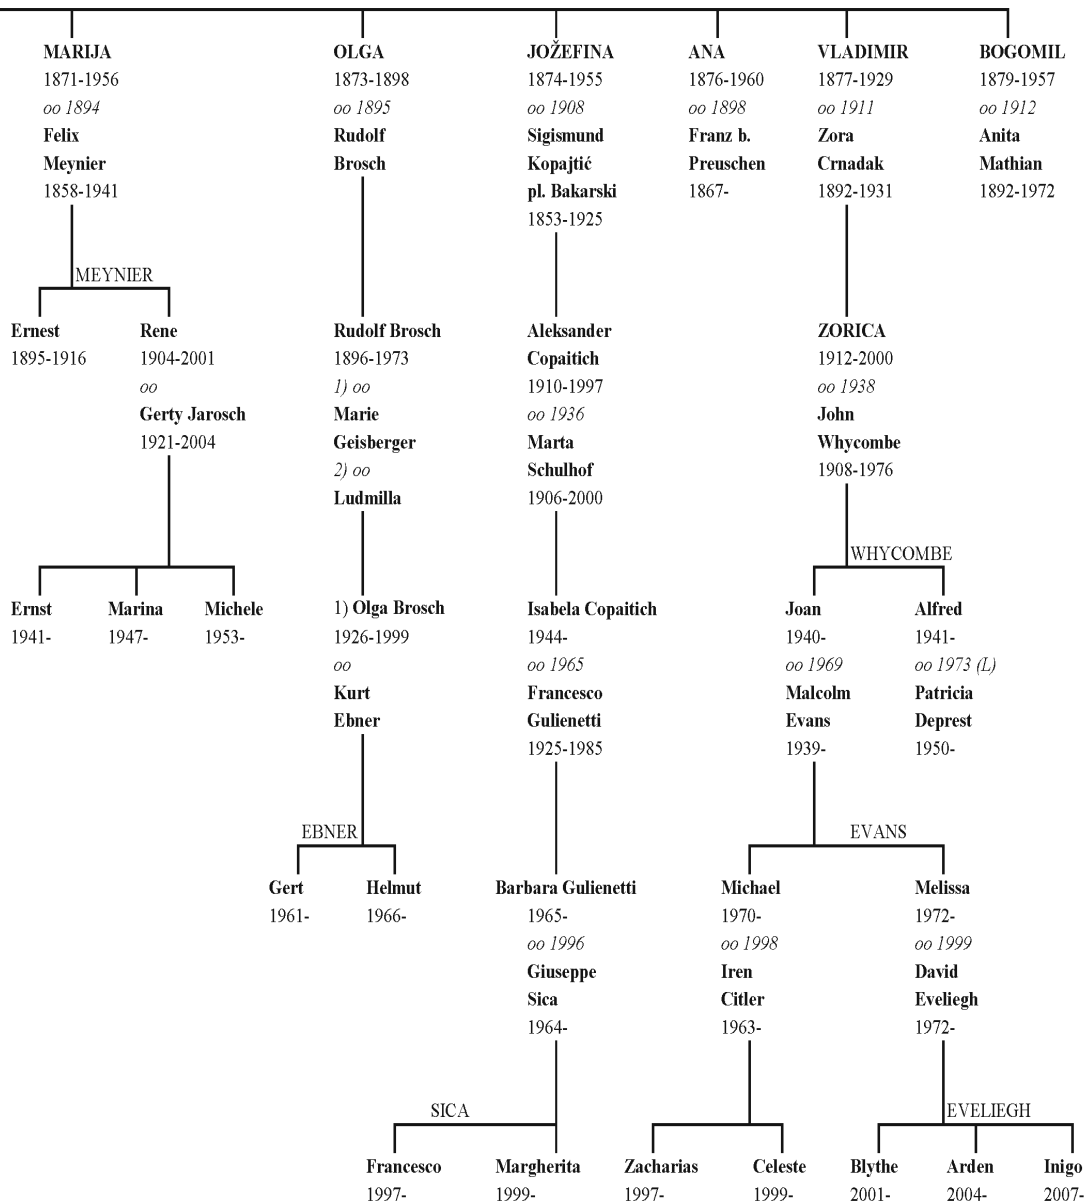 MARIJA
1871-1956
oo 1894
Felix
Meynier
1858-1941
OLGA
1873-1898
oo 1895
Rudolf
Brosch
JOŽEFINA
1874-1955
oo 1908
Sigismund
Kopajtić
pl. Bakarski
1853-1925
ANA
1876-1960
oo 1898
Franz b.
Preuschen
1867-
VLADIMIR
1877-1929
oo 1911
Zora
Crnadak
1892-1931
BOGOMIL
1879-1957
oo 1912
Anita
Mathian
1892-1972
MEYNIER
Ernest
1895-1916
Rene
1904-2001
oo
Gerty Jarosch
1921-2004
Rudolf Brosch
1896-1973
1) oo
Marie
Geisberger
2) oo
Ludmilla
Aleksander
Copaitich
1910-1997
oo 1936
Marta
Schulhof
1906-2000
ZORICA
1912-2000
oo 1938
John
Whycombe
1908-1976
WHYCOMBE
Ernst
1941-
Marina
1947-
Michele
1953-
1) Olga Brosch
1926-1999
oo
Kurt
Ebner
Isabela Copaitich
1944-
oo 1965
Francesco
Gulienetti
1925-1985
Joan
1940-
oo 1969
Malcolm
Evans
1939-
Alfred
1941-
oo 1973 (L)
Patricia
Deprest
1950-
EBNER
EVANS
Gert
1961-
Helmut
1966-
Barbara Gulienetti
1965-
oo 1996
Giuseppe
Sica
1964-
Michael
1970-
oo 1998
Iren
Citler
1963-
Melissa
1972-
oo 1999
David
Eveliegh
1972-
SICA
EVELIEGH
Francesco
1997-
Margherita
1999-
Zacharias
1997-
Celeste
1999-
Blythe
2001-
Arden
2004-
Inigo
2007-